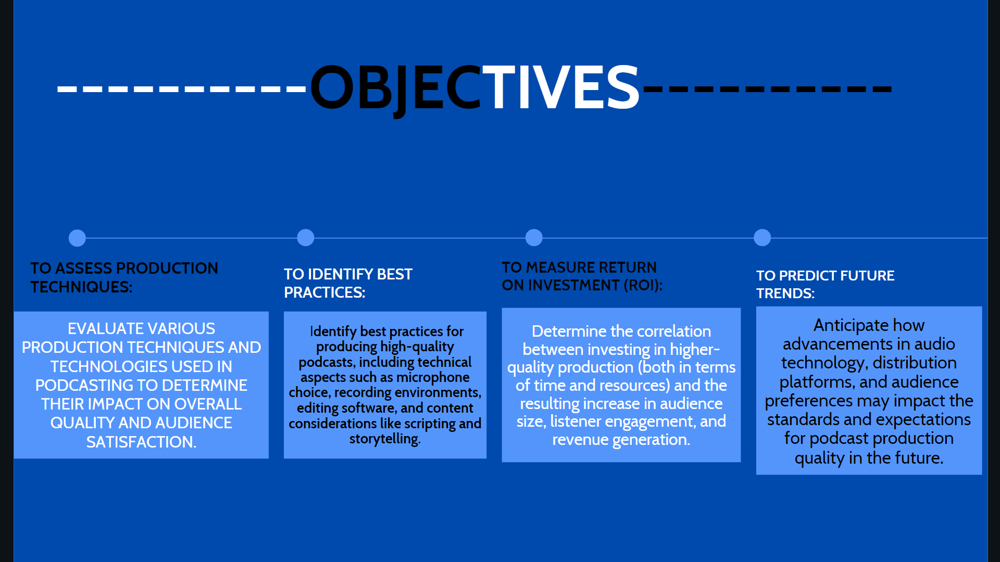 OBJECTIVES
TO ASSESS PRODUCTION
TECHNIQUES:
EVALUATE VARIOUS
PRODUCTION TECHNIQUES AND
TECHNOLOGIES USED IN
PODCASTING TO DETERMINE
THEIR IMPACT ON OVERALL
QUALITY AND AUDIENCE
SATISFACTION.
TO IDENTIFY BEST
PRACTICES:
Identify best practices for
producing high-quality
podcasts, including technical
aspects such as microphone
choice, recording environments,
editing software, and content
considerations like scripting and
storytelling.
TO MEASURE RETURN
ON INVESTMENT (ROI):
Determine the correlation
between investing in higher-
quality production (both in terms
of time and resources) and the
resulting increase in audience
size, listener engagement, and
revenue generation.
TO PREDICT FUTURE
TRENDS:
Anticipate how
advancements in audio
technology, distribution
platforms, and audience
preferences may impact the
standards and expectations
for podcast production
quality in the future.